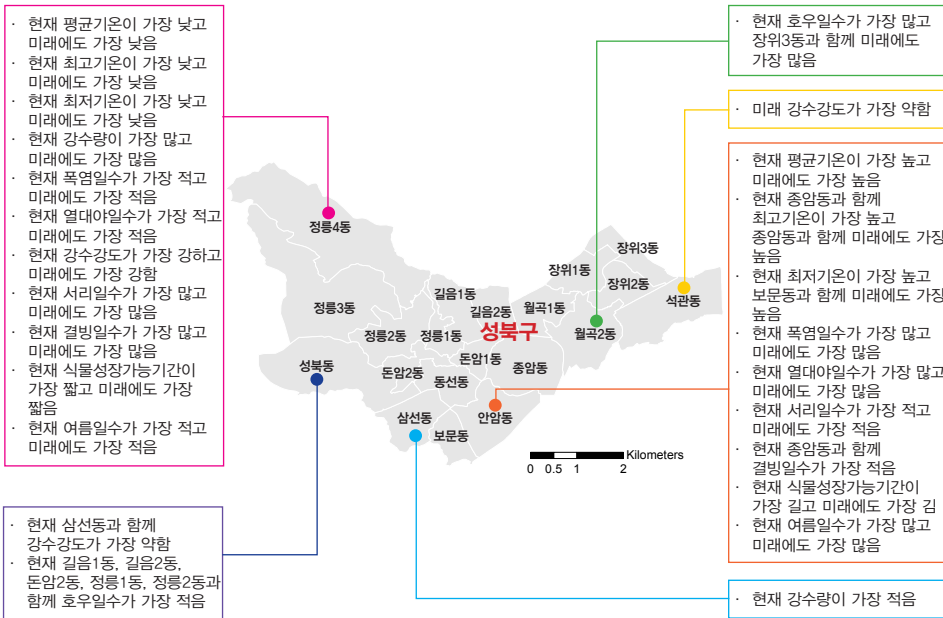 · 현재 평균기온이 가장 낮고
미래에도 가장 낮음
· 현재 최고기온이 가장 낮고
미래에도 가장 낮음
· 현재 최저기온이 가장 낮고
미래에도 가장 낮음
· 현재 강수량이 가장 많고
미래에도 가장 많음
· 현재 폭염일수가 가장 적고
미래에도 가장 적음
· 현재 열대야일수가 가장 적고
미래에도 가장 적음
· 현재 강수강도가 가장 강하고
미래에도 가장 강함
· 현재 서리일수가 가장 많고
미래에도 가장 많음
· 현재 결빙일수가 가장 많고
미래에도 가장 많음
· 현재 식물성장가능기간이
가장 짧고 미래에도 가장
짧음
· 현재 여름일수가 가장 적고
미래에도 가장 적음
· 현재 삼선동과 함께
강수강도가 가장 약함
· 현재 길음1동, 길음2동,
돈암2동, 정릉1동, 정릉2동과
함께 호우일수가 가장 적음
정릉4동
장위3동
장위1동
장위2동
길음1동
석관동
정릉3동
길음2동
월곡1동
정릉2동
정릉1동
성북구
월곡2동
돈암1동
성북동
돈암2동
종암동
동선동
삼선동
안암동
보문동
Kilometers
0 0.5 1 2
· 현재 호우일수가 가장 많고
장위3동과 함께 미래에도
가장 많음
· 미래 강수강도가 가장 약함
· 현재 평균기온이 가장 높고
미래에도 가장 높음
· 현재 종암동과 함께
최고기온이 가장 높고
종암동과 함께 미래에도 가장
높음
· 현재 최저기온이 가장 높고
보문동과 함께 미래에도 가장
높음
· 현재 폭염일수가 가장 많고
미래에도 가장 많음
· 현재 열대야일수가 가장 많고
미래에도 가장 많음
· 현재 서리일수가 가장 적고
미래에도 가장 적음
· 현재 종암동과 함께
결빙일수가 가장 적음
· 현재 식물성장가능기간이
가장 길고 미래에도 가장 김
· 현재 여름일수가 가장 많고
미래에도 가장 많음
· 현재 강수량이 가장 적음